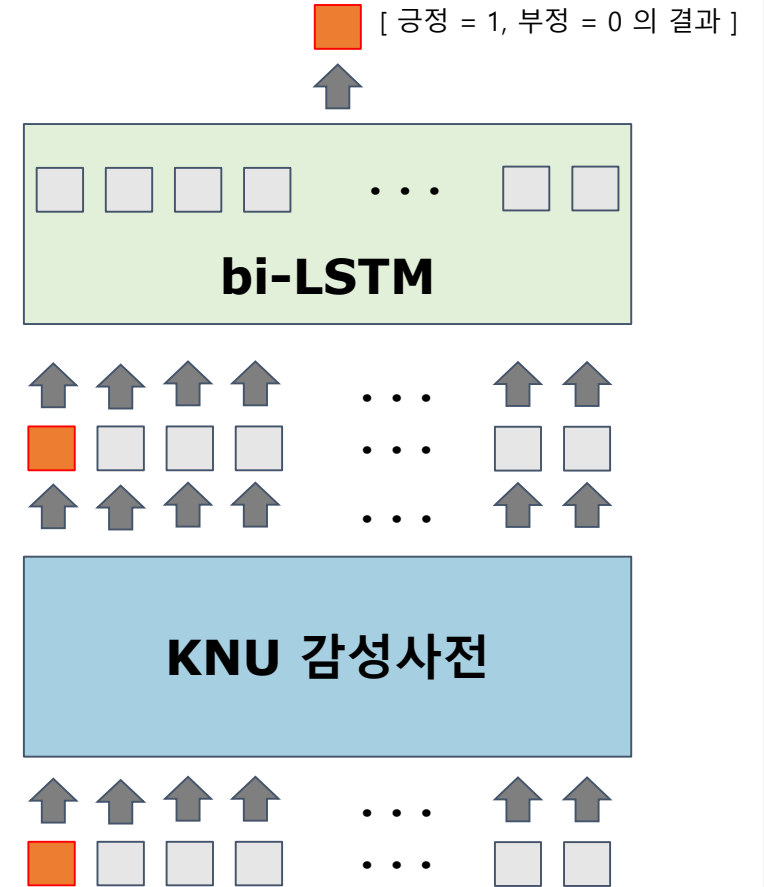 [ 긍정 = 1, 부정 = 0 의 결과 ]
. . .
bi-LSTM
. . .
. . .
. . .
KNU 감성사전
. . .
. . .